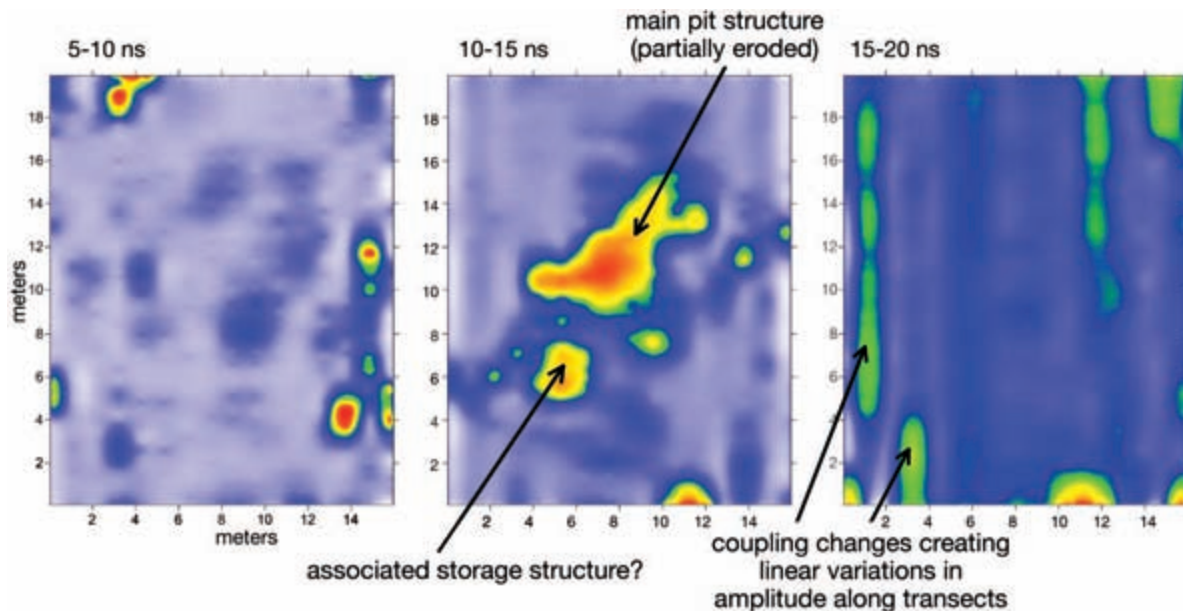 main pit structure
(partially eroded)
5-10 ns
10-15 ns
15-20 ns
meters
18
16
14
12
10
8
6
4
2
2 4 6 8 10 12 14
meters
18
16
14
12
10
8
6
4
2
2 4 6 8 10 12 14
18
16
14
12
10
8
6
4
2
2 4 6 8 10 12 14
associated storage structure?
coupling changes creating
linear variations in
amplitude along transects